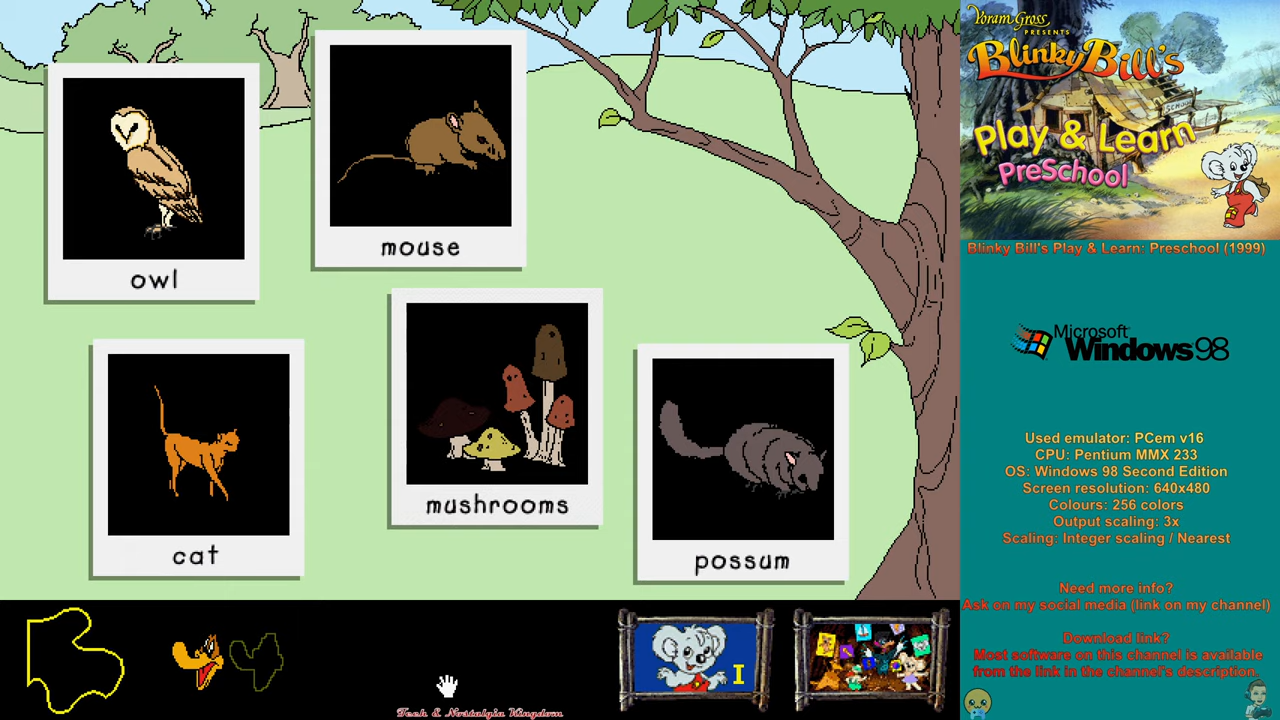 owl
mouse
cat
mushrooms
possum
I
Tech & Nostalgia Kingdom
Yoram Gross
PRESENTS
Blinky Bill's
SCHOOL
Play & Learn
PreSchool
Blinky Bill's Play & Learn: Preschool (1999)
Microsoft
Windows 98
Used emulator: PCem v16
CPU: Pentium MMX 233
OS: Windows 98 Second Edition
Screen resolution: 640x480
Colours: 256 colors
Output scaling: 3x
Scaling: Integer scaling / Nearest
Need more info?
Ask on my social media (link on my channel)
Download link?
Most software on this channel is available
from the link in the channel's description.